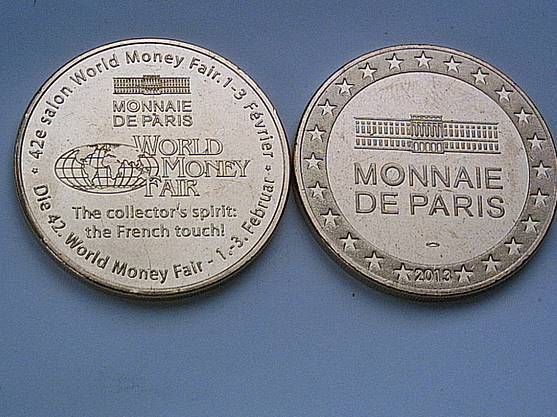 * 42e salon World Money Fair.1-3 Février *
MONNAIE
DE PARIS
WORLD
MONEY
FAIR
The collector's spirit:
the French touch!
Die 42. World Money Fair - 1.-3. Februar
MONNAIE
DE PARIS
2013